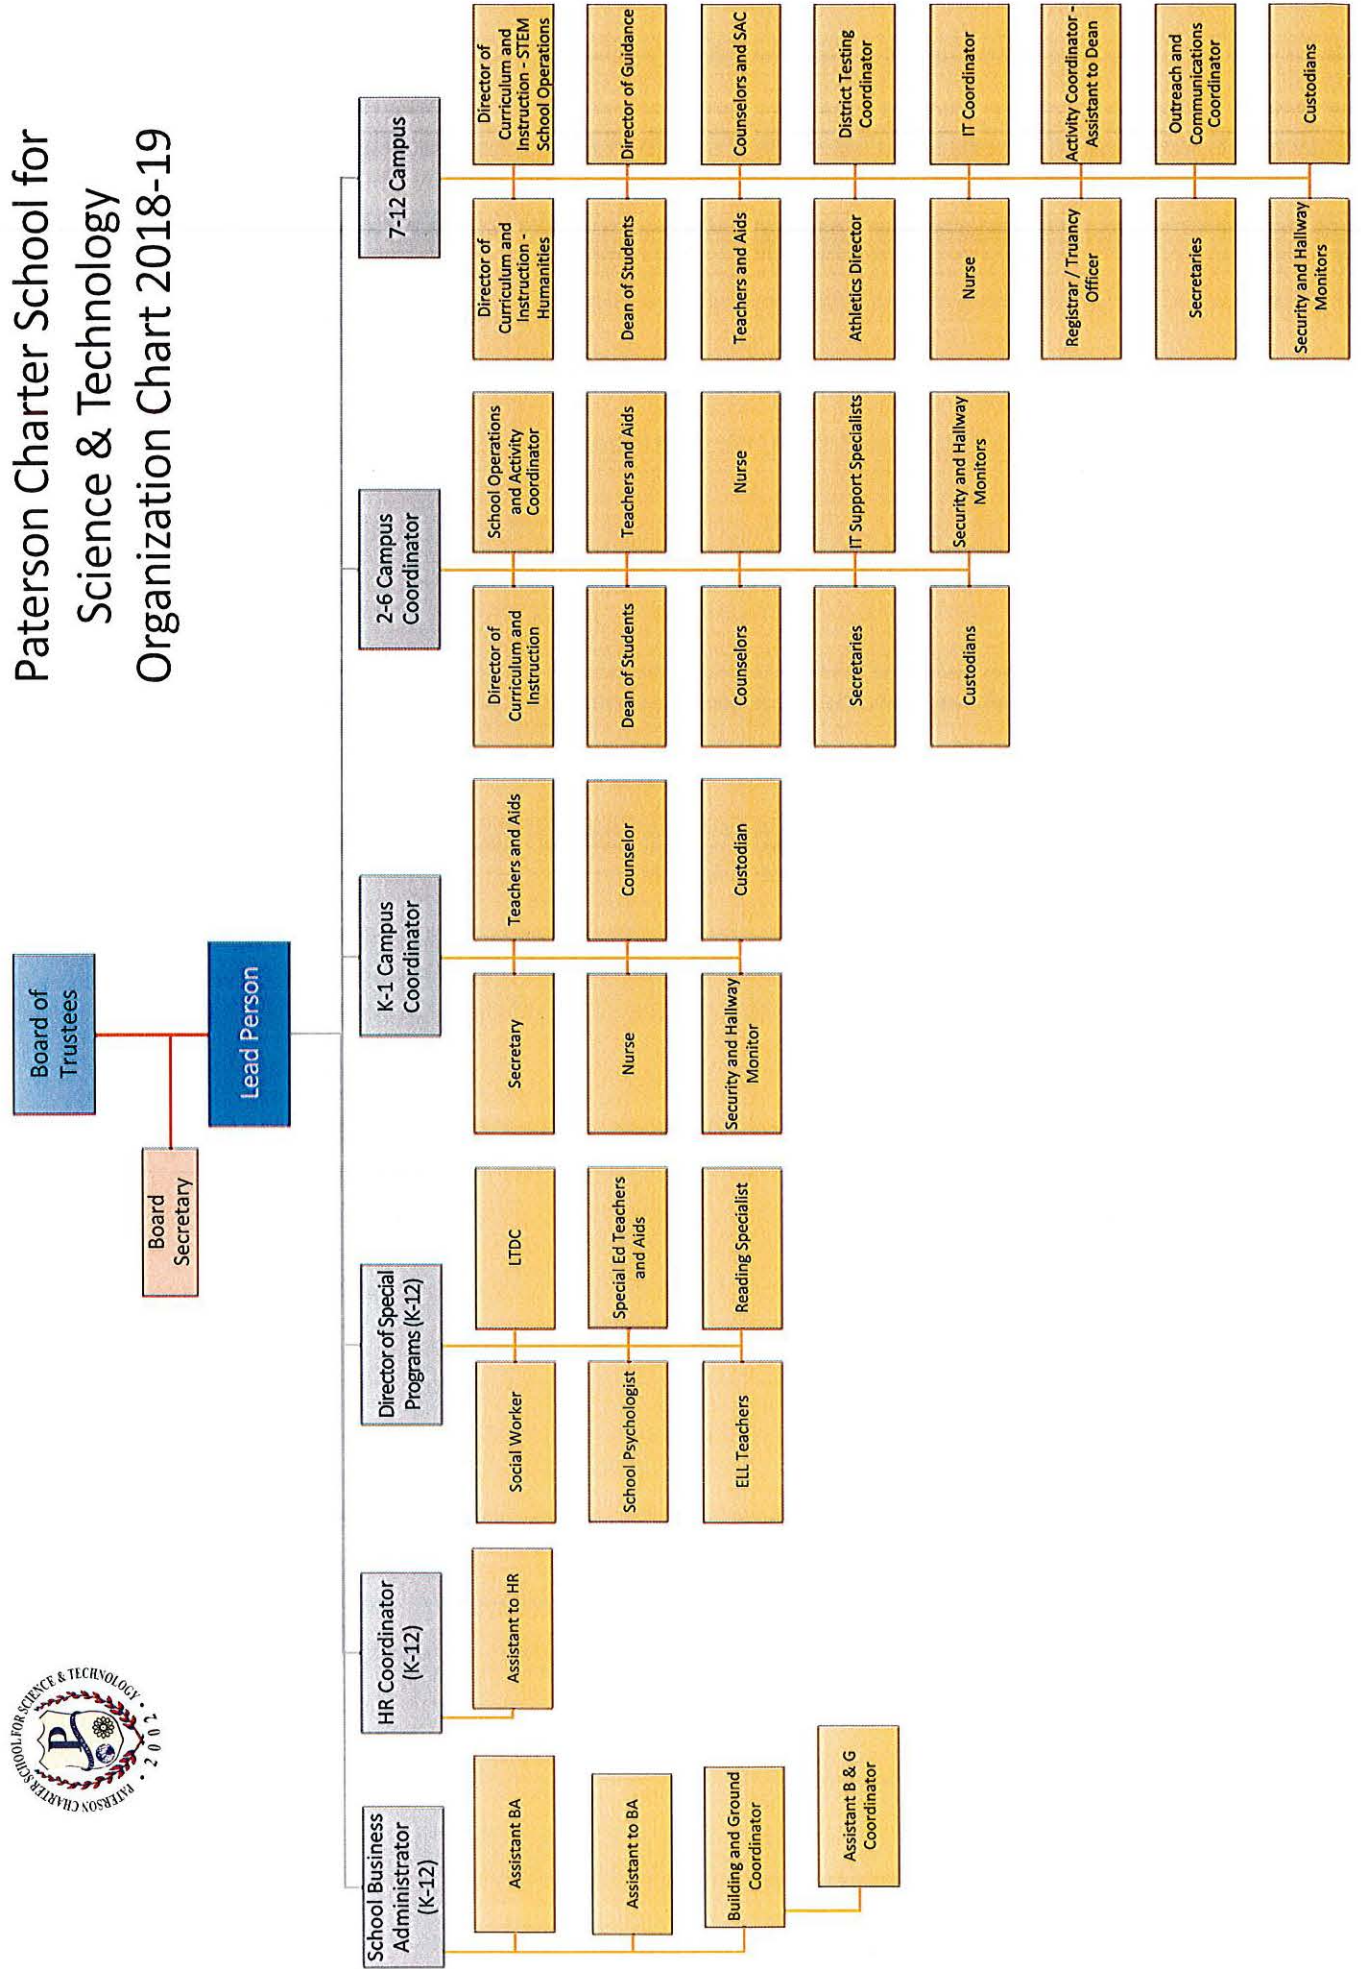 PATERSON CHARTER SCHOOL FOR SCIENCE & TECHNOLOGY • 2002 •
P
Paterson Charter School for
Science & Technology
Organization Chart 2018-19
Board of
Trustees
Board
Secretary
Lead Person
School Business
Administrator
(K-12)
Assistant BA
Assistant to BA
Building and Ground
Coordinator
Assistant B & G
Coordinator
HR Coordinator
(K-12)
Assistant to HR
Director of Special
Programs (K-12)
Social Worker
LTDC
School Psychologist
Special Ed Teachers
and Aids
ELL Teachers
Reading Specialist
K-1 Campus
Coordinator
Secretary
Teachers and Aids
Nurse
Counselor
Security and Hallway
Monitor
Custodian
2-6 Campus
Coordinator
Director of
Curriculum and
Instruction
School Operations
and Activity
Coordinator
Dean of Students
Teachers and Aids
Counselors
Nurse
Secretaries
IT Support Specialists
Custodians
Security and Hallway
Monitors
7-12 Campus
Director of
Curriculum and
Instruction -
Humanities
Director of
Curriculum and
Instruction - STEM
School Operations
Dean of Students
Director of Guidance
Teachers and Aids
Counselors and SAC
Athletics Director
District Testing
Coordinator
Nurse
IT Coordinator
Registrar / Truancy
Officer
Activity Coordinator -
Assistant to Dean
Secretaries
Outreach and
Communications
Coordinator
Security and Hallway
Monitors
Custodians